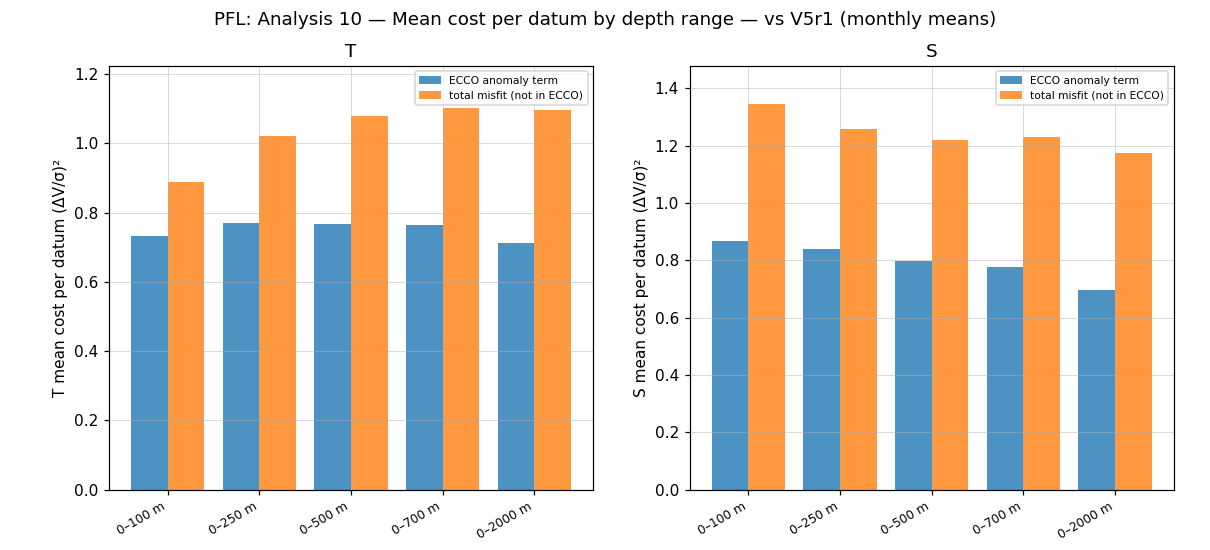 PFL: Analysis 10 — Mean cost per datum by depth range — vs V5r1 (monthly means)
T
T mean cost per datum (ΔV/σ)²
1.2
1.0
0.8
0.6
0.4
0.2
0.0
ECCO anomaly term
total misfit (not in ECCO)
0–100 m
0–250 m
0–500 m
0–700 m
0–2000 m
S
S mean cost per datum (ΔV/σ)²
1.4
1.2
1.0
0.8
0.6
0.4
0.2
0.0
ECCO anomaly term
total misfit (not in ECCO)
0–100 m
0–250 m
0–500 m
0–700 m
0–2000 m